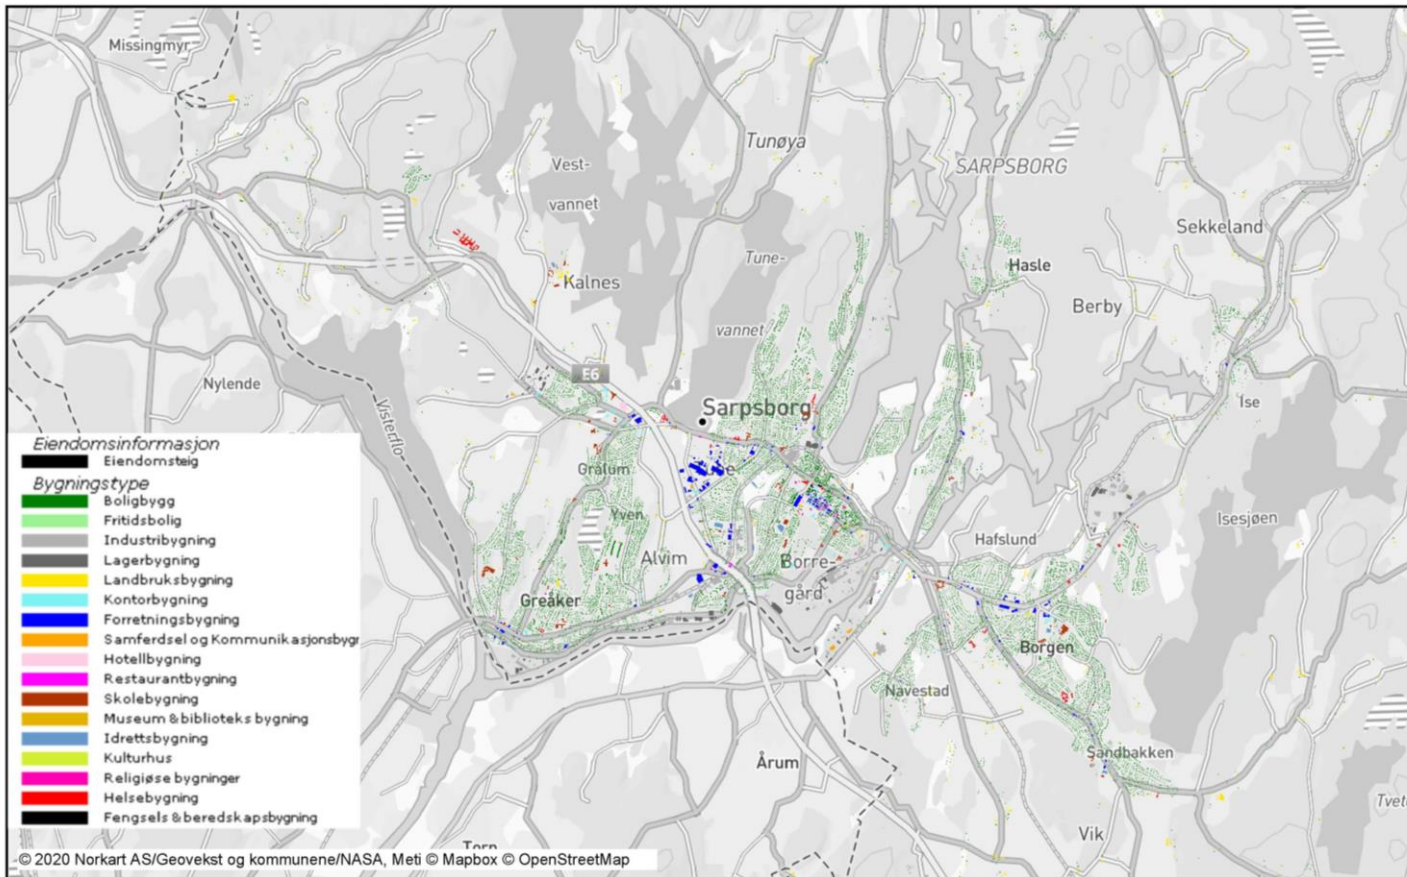 Missingmyr
Tunøya
SARPSBORG
Vest-
vannet
Sekkeland
Tune-
Hasle
Kalnes
Berby
vannet
E6
Nylende
Ise
Sarpsborg
Visterflo
Eiendomsinformasjon
Eiendomsteig
Bygningstype
Boligbygg
Fritidsbolig
Industribygning
Lagerbygning
Landbruksbygning
Kontorbygning
Forretningsbygning
Samferdsel og Kommunikasjonsbygr
Hotellbygning
Restaurantbygning
Skolebygning
Museum & biblioteks bygning
Idrettsbygning
Kulturhus
Religiøse bygninger
Helsebygning
Fengsels & beredskapsbygning
Grålum
Yven
Isesjøen
Hafslund
Alvim
Borre-
gård
Greåker
Borgen
Navestad
Sandbakken
Årum
Tvete
Vik
Torp
© 2020 Norkart AS/Geovekst og kommunene/NASA, Meti © Mapbox © OpenStreetMap